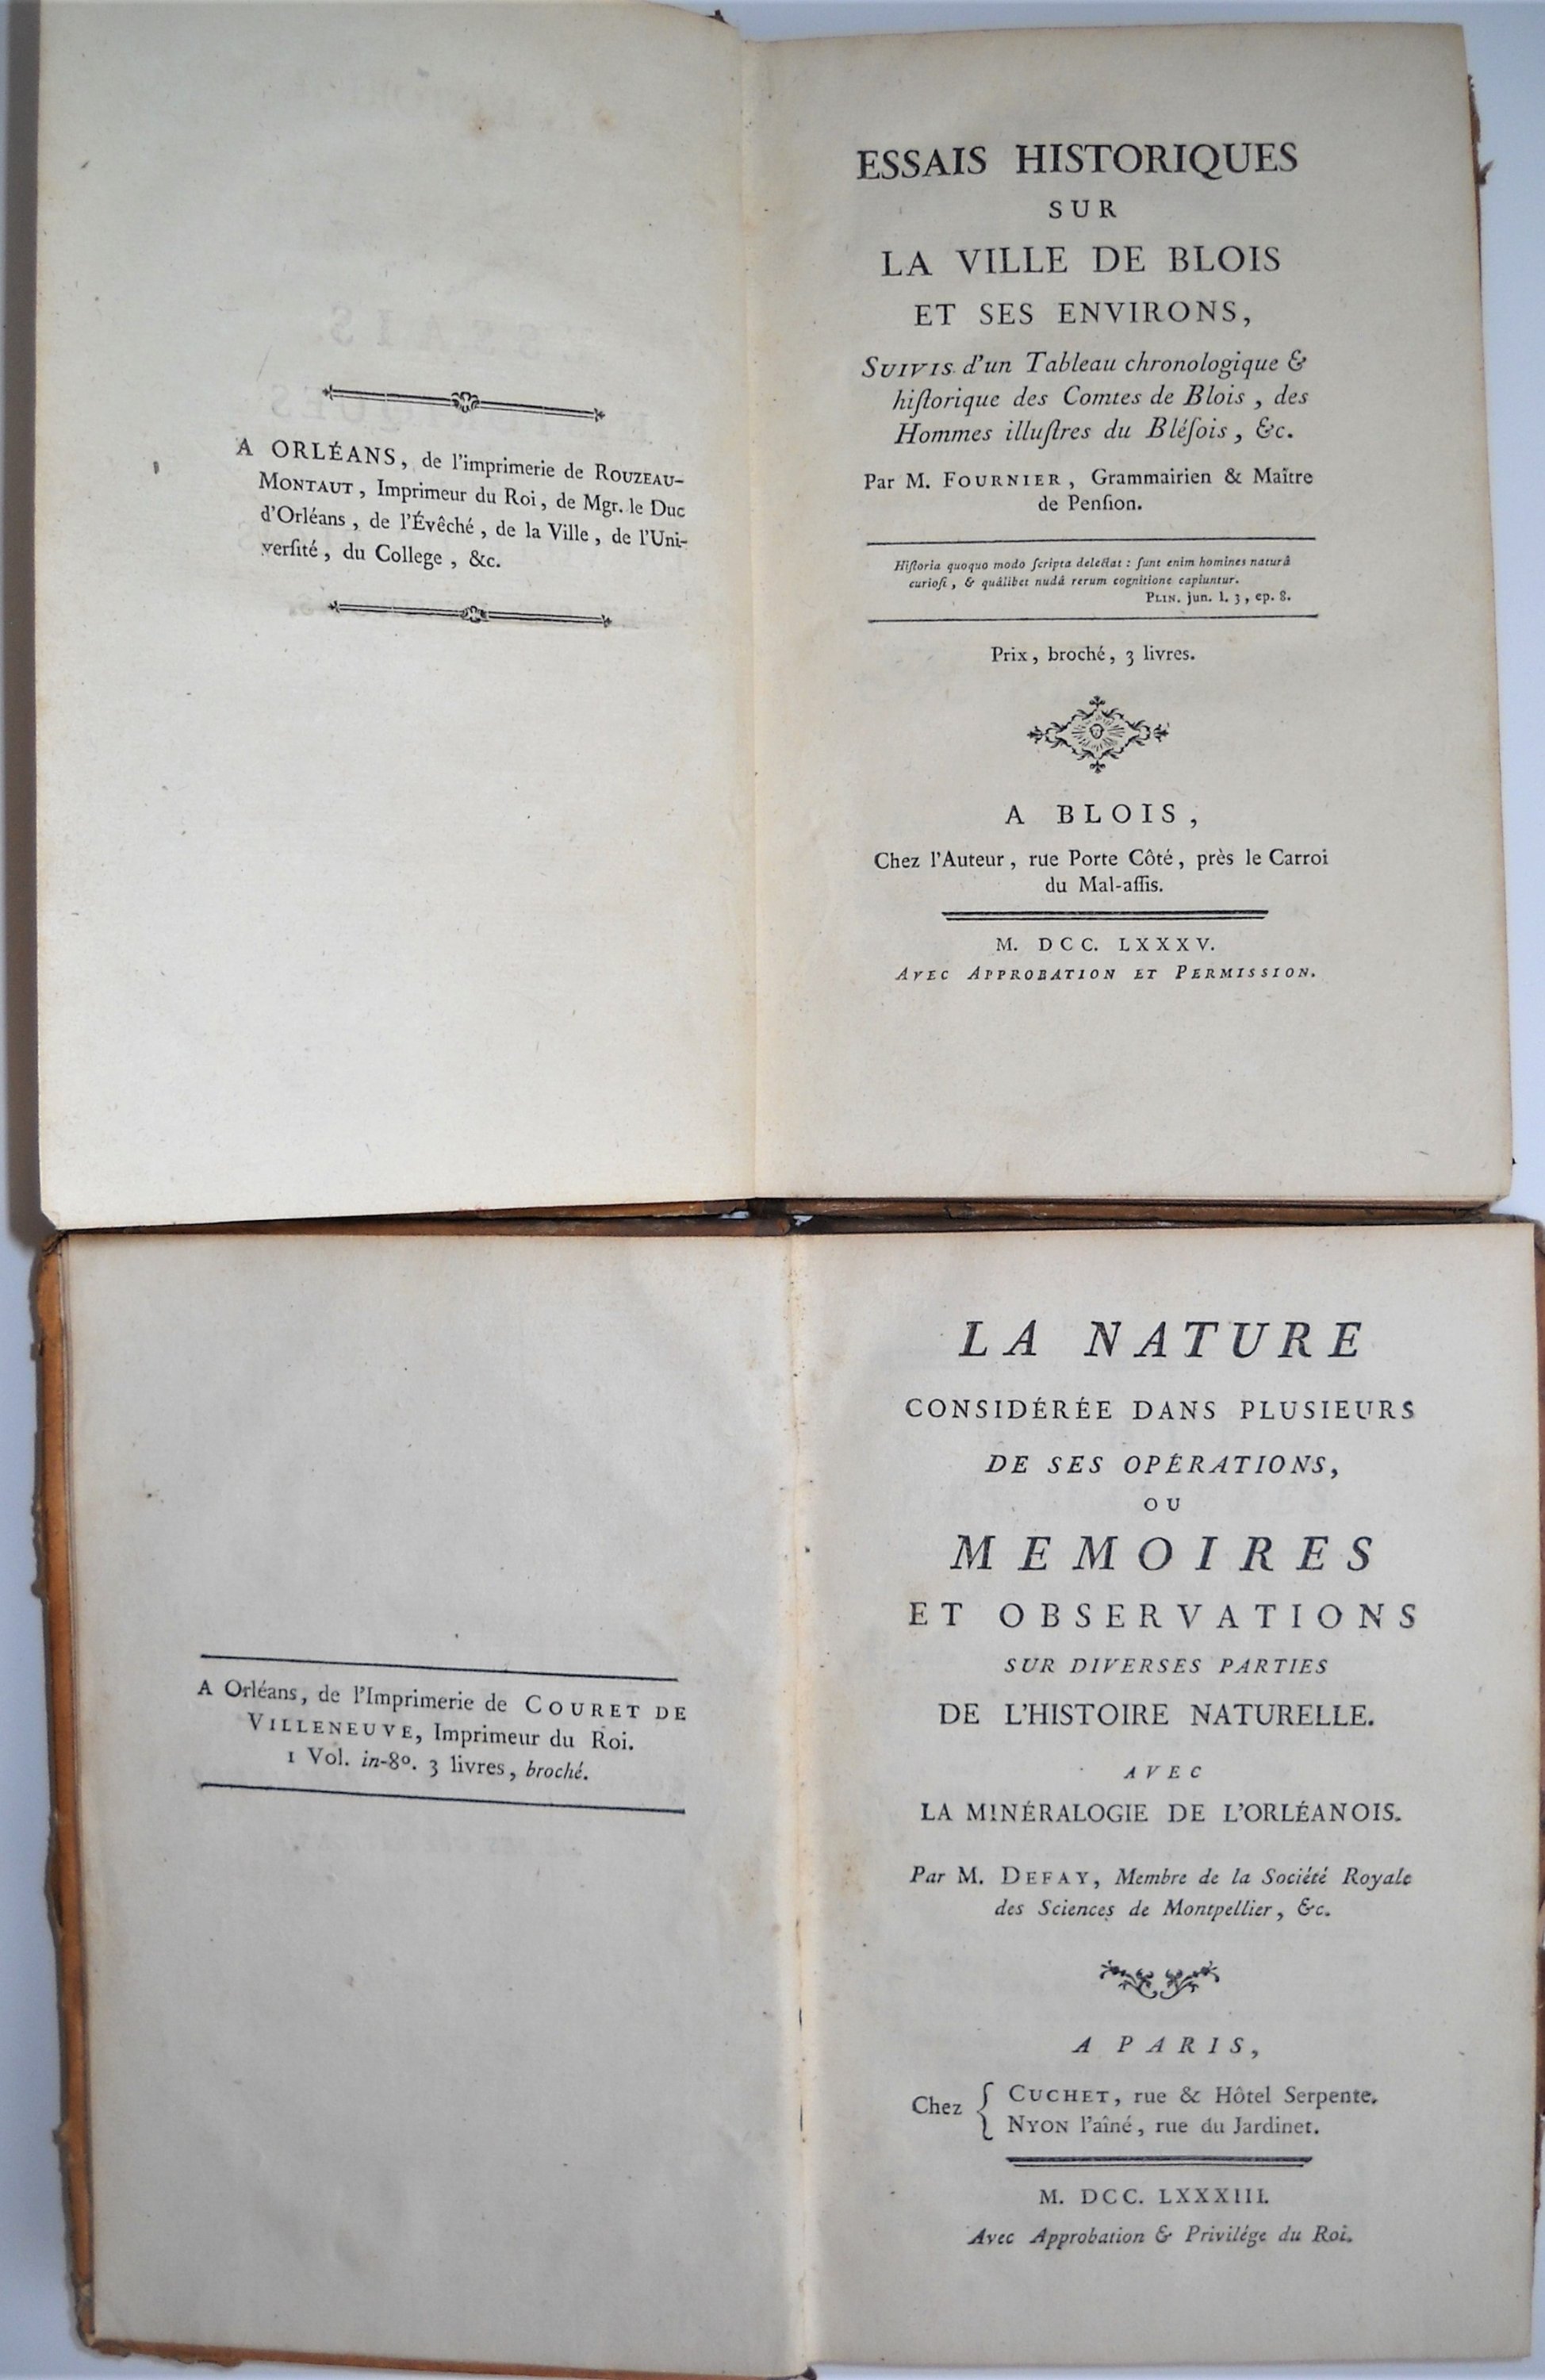 A ORLÉANS, de l'imprimerie de ROUZEAU-
MONTAUT, Imprimeur du Roi, de Mgr. le Duc
d'Orléans, de l'Évêché, de la Ville, de l'Uni-
verſité, du College, &c.
ESSAIS HISTORIQUES
SUR
LA VILLE DE BLOIS
ET SES ENVIRONS,
SUIVIS d'un Tableau chronologique &
hiſtorique des Comtes de Blois, des
Hommes illuſtres du Bléſois, &c.
Par M. FOURNIER, Grammairien & Maître
de Penſion.
Hiſtoria quoquo modo ſcripta delectat : ſunt enim homines naturâ
curioſi, & quâlibet nudâ rerum cognitione capiuntur.
PLIN. jun. l. 3, ep. 8.
Prix, broché, 3 livres.
A BLOIS,
Chez l'Auteur, rue Porte Côté, près le Carroi
du Mal-aſſis.
M. DCC. LXXXV.
AVEC APPROBATION ET PERMISSION.
A Orléans, de l'Imprimerie de COURET DE
VILLENEUVE, Imprimeur du Roi.
1 Vol. in-8º. 3 livres, broché.
LA NATURE
CONSIDÉRÉE DANS PLUSIEURS
DE SES OPÉRATIONS,
OU
MEMOIRES
ET OBSERVATIONS
SUR DIVERSES PARTIES
DE L'HISTOIRE NATURELLE.
AVEC
LA MINÉRALOGIE DE L'ORLÉANOIS.
Par M. DEFAY, Membre de la Société Royale
des Sciences de Montpellier, &c.
A PARIS,
Chez { CUCHET, rue & Hôtel Serpente.
NYON l'aîné, rue du Jardinet.
M. DCC. LXXXIII.
Avec Approbation & Privilége du Roi.